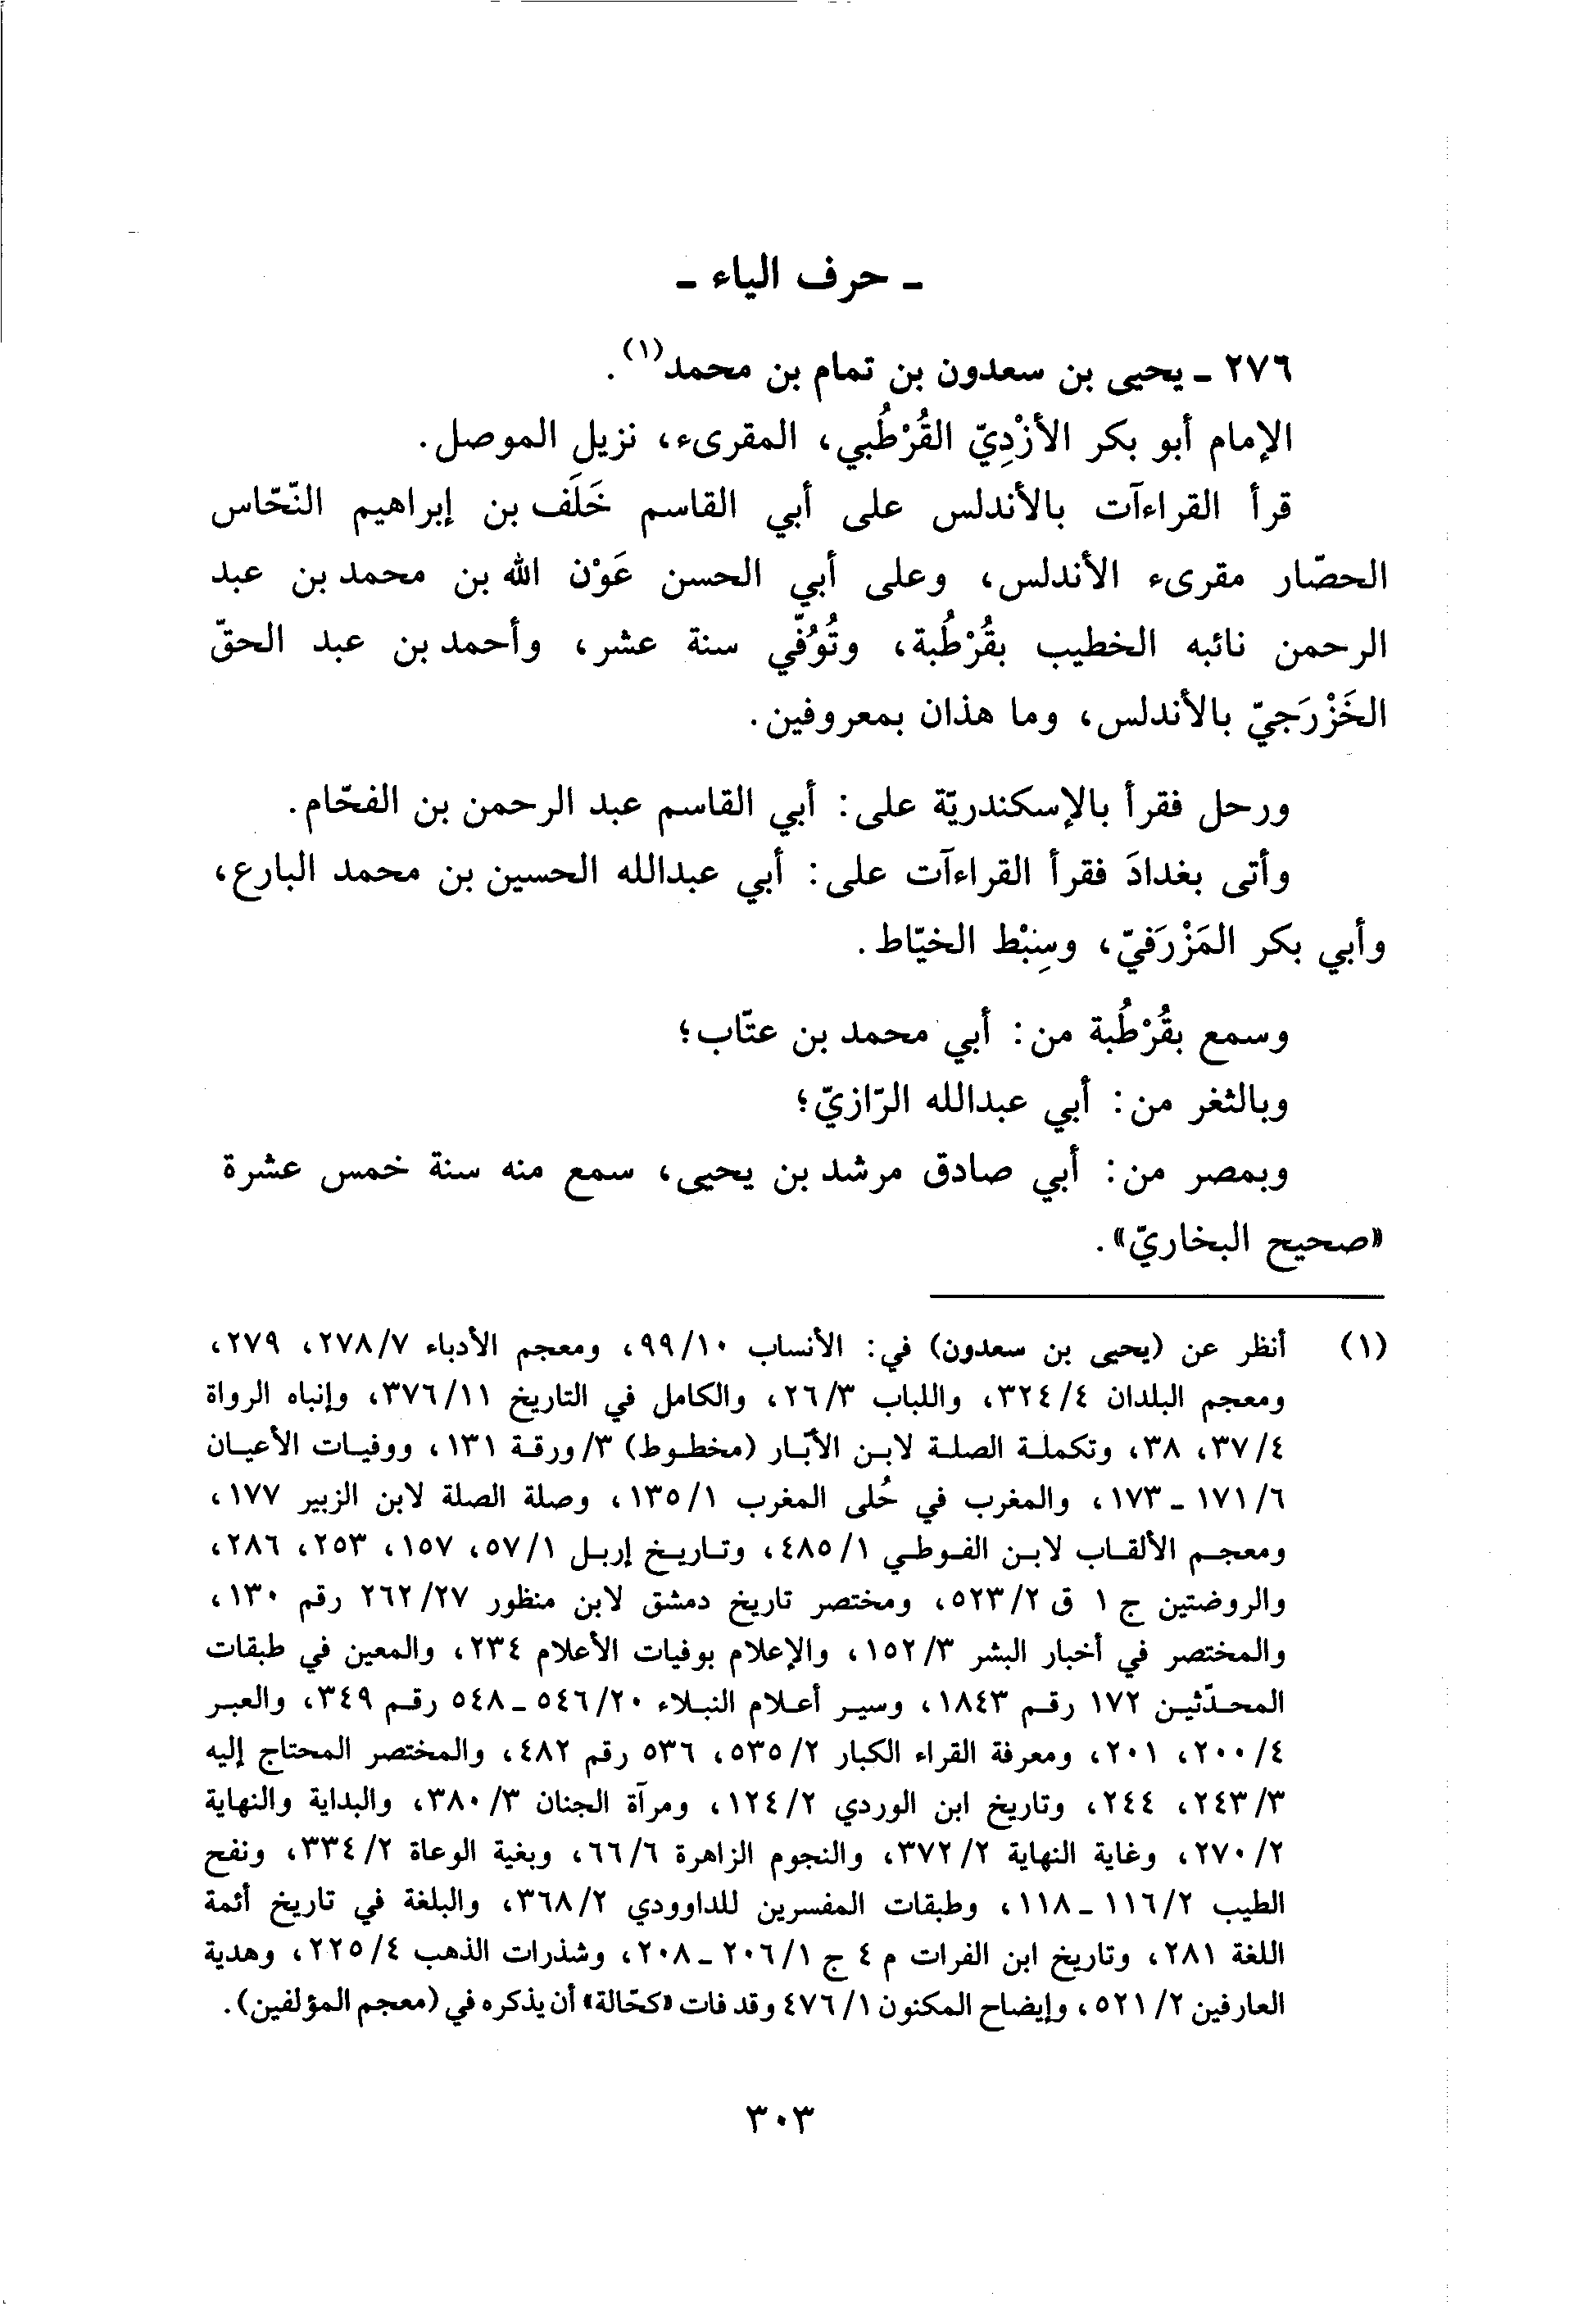 ـ حرف الياء ـ
٢٧٦ ـ يحيى بن سعدون بن تمام بن محمد(١).
الإمام أبو بكر الأزْدِيّ القُرْطُبي، المقرىء، نزيل الموصل.
قرأ القراءآت بالأندلس على أبي القاسم خَلَف بن إبراهيم النّحّاس
الحصّار مقرىء الأندلس، وعلى أبي الحسن عَوْن الله بن محمد بن عبد
الرحمن نائبه الخطيب بقُرْطُبة، وتُوُفّي سنة عشر، وأحمد بن عبد الحقّ
الخَزْرَجيّ بالأندلس، وما هذان بمعروفين.
ورحل فقرأ بالإسكندريّة على: أبي القاسم عبد الرحمن بن الفحّام.
وأتى بغدادَ فقرأ القراءآت على: أبي عبدالله الحسين بن محمد البارع،
وأبي بكر المَزْرَفيّ، وسِبْط الخيّاط.
وسمع بقُرْطُبة من: أبي محمد بن عتّاب؛
وبالثغر من: أبي عبدالله الرّازيّ؛
وبمصر من: أبي صادق مرشد بن يحيى، سمع منه سنة خمس عشرة
«صحيح البخاريّ».
(١) أنظر عن (يحيى بن سعدون) في: الأنساب ٩٩/١٠، ومعجم الأدباء ٢٧٨/٧، ٢٧٩،
ومعجم البلدان ٣٢٤/٤، واللباب ٢٦/٣، والكامل في التاريخ ٣٧٦/١١، وإنباه الرواة
٣٧/٤، ٣٨، وتكملة الصلة لابن الأبّار (مخطوط) ٣/ورقة ١٣١، ووفيات الأعيان
١٧١/٦ ـ ١٧٣، والمغرب في حُلى المغرب ١٣٥/١، وصلة الصلة لابن الزبير ١٧٧،
ومعجم الألقاب لابن الفوطي ٤٨٥/١، وتاريخ إربل ٥٧/١، ١٥٧، ٢٥٣، ٢٨٦،
والروضتين ج ١ ق ٥٢٣/٢، ومختصر تاريخ دمشق لابن منظور ٢٦٢/٢٧ رقم ١٣٠،
والمختصر في أخبار البشر ١٥٢/٣، والإعلام بوفيات الأعلام ٢٣٤، والمعين في طبقات
المحدّثين ١٧٢ رقم ١٨٤٣، وسير أعلام النبلاء ٥٤٦/٢٠ ـ ٥٤٨ رقم ٣٤٩، والعبر
٢٠٠/٤، ٢٠١، ومعرفة القراء الكبار ٥٣٥/٢، ٥٣٦ رقم ٤٨٢، والمختصر المحتاج إليه
٢٤٣/٣، ٢٤٤، وتاريخ ابن الوردي ١٢٤/٢، ومرآة الجنان ٣٨٠/٣، والبداية والنهاية
٢٧٠/٢، وغاية النهاية ٣٧٢/٢، والنجوم الزاهرة ٦٦/٦، وبغية الوعاة ٣٣٤/٢، ونفح
الطيب ١١٦/٢ ـ ١١٨، وطبقات المفسرين للداوودي ٣٦٨/٢، والبلغة في تاريخ أئمة
اللغة ٢٨١، وتاريخ ابن الفرات م ٤ ج ٢٠٦/١ ـ ٢٠٨، وشذرات الذهب ٢٢٥/٤، وهدية
العارفين ٥٢١/٢، وإيضاح المكنون ٤٧٦/١ وقد فات «كحّالة» أن يذكره في (معجم المؤلفين).
٣٠٣